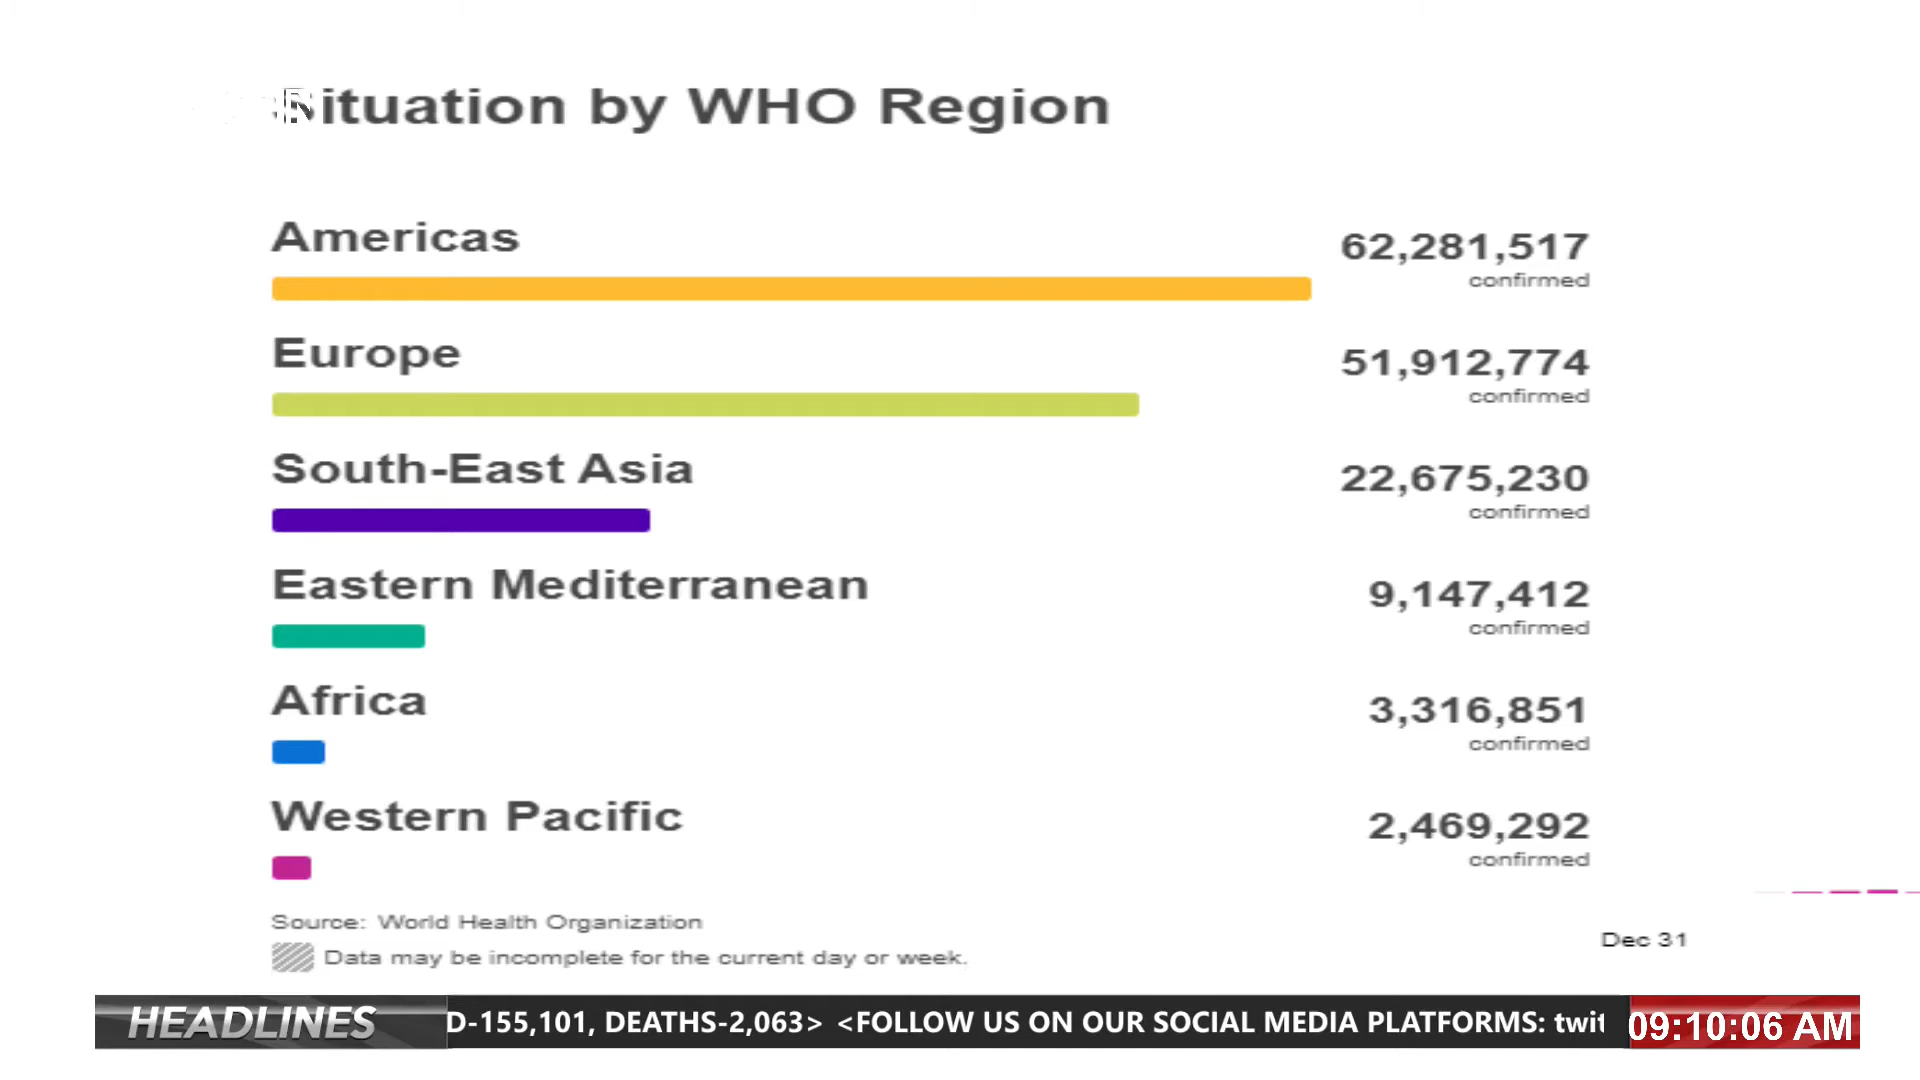 Situation by WHO Region
Americas
62,281,517
confirmed
Europe
51,912,774
confirmed
South-East Asia
22,675,230
confirmed
Eastern Mediterranean
9,147,412
confirmed
Africa
3,316,851
confirmed
Western Pacific
2,469,292
confirmed
Source: World Health Organization
Data may be incomplete for the current day or week.
Dec 31
HEADLINES
D-155,101, DEATHS-2,063> <FOLLOW US ON OUR SOCIAL MEDIA PLATFORMS: twit
09:10:06 AM